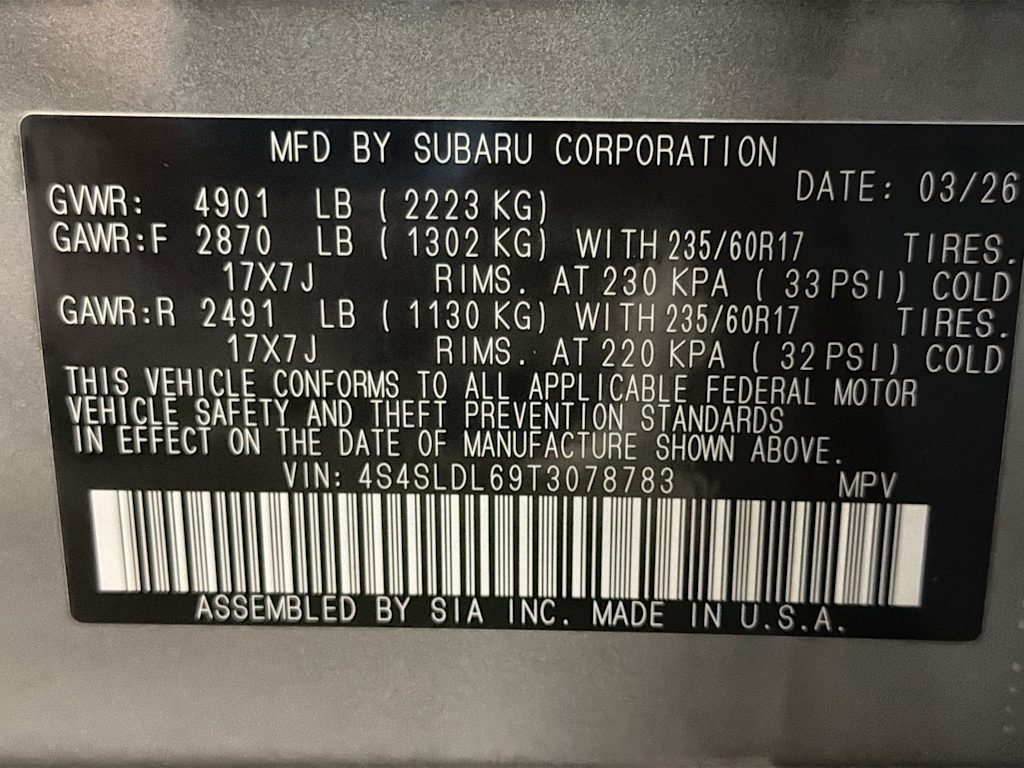 MFD BY SUBARU CORPORATION
DATE: 03/26
GVWR: 4901 LB ( 2223 KG)
GAWR:F 2870 LB ( 1302 KG) WITH 235/60R17 TIRES.
17X7J RIMS. AT 230 KPA ( 33 PSI) COLD
GAWR:R 2491 LB ( 1130 KG) WITH 235/60R17 TIRES.
17X7J RIMS. AT 220 KPA ( 32 PSI) COLD
THIS VEHICLE CONFORMS TO ALL APPLICABLE FEDERAL MOTOR
VEHICLE SAFETY AND THEFT PREVENTION STANDARDS
IN EFFECT ON THE DATE OF MANUFACTURE SHOWN ABOVE.
VIN: 4S4SLDL69T3078783 MPV
ASSEMBLED BY SIA INC. MADE IN U.S.A.